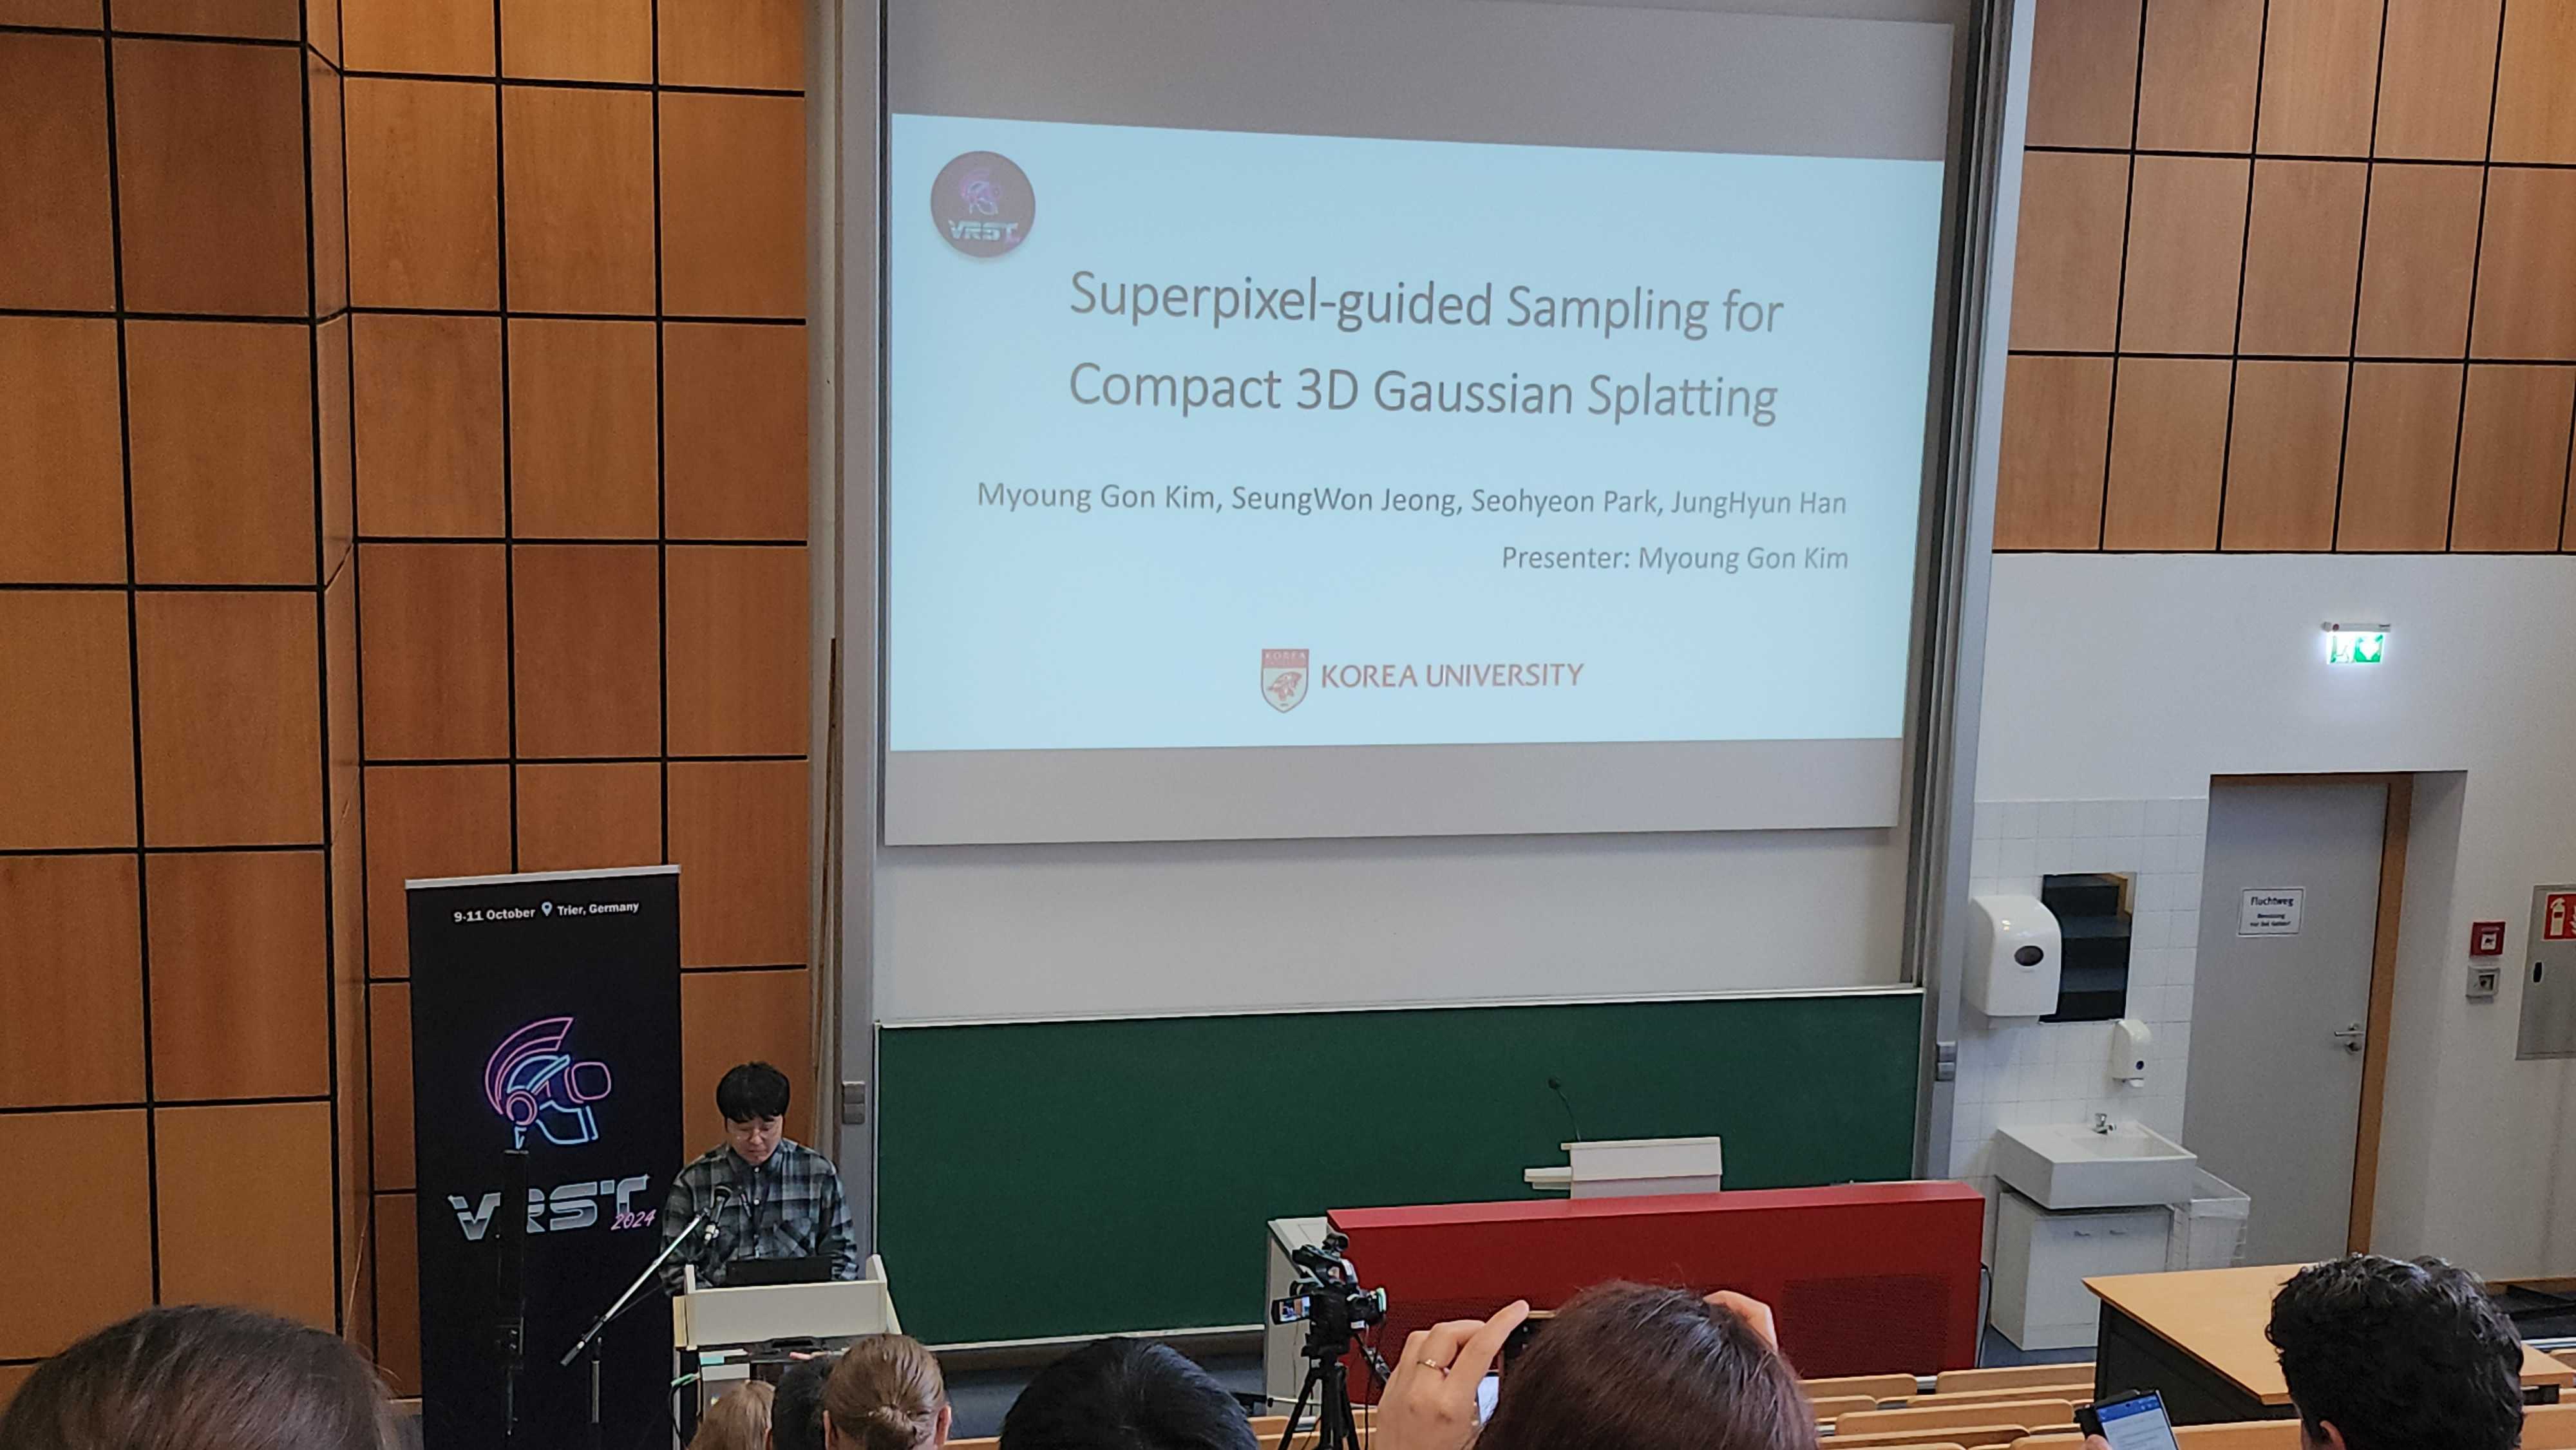 VRST
Superpixel-guided Sampling for
Compact 3D Gaussian Splatting
Myoung Gon Kim, SeungWon Jeong, Seohyeon Park, JungHyun Han
Presenter: Myoung Gon Kim
KOREA
KOREA UNIVERSITY
9-11 October Trier, Germany
VRST
2024
Fluchtweg